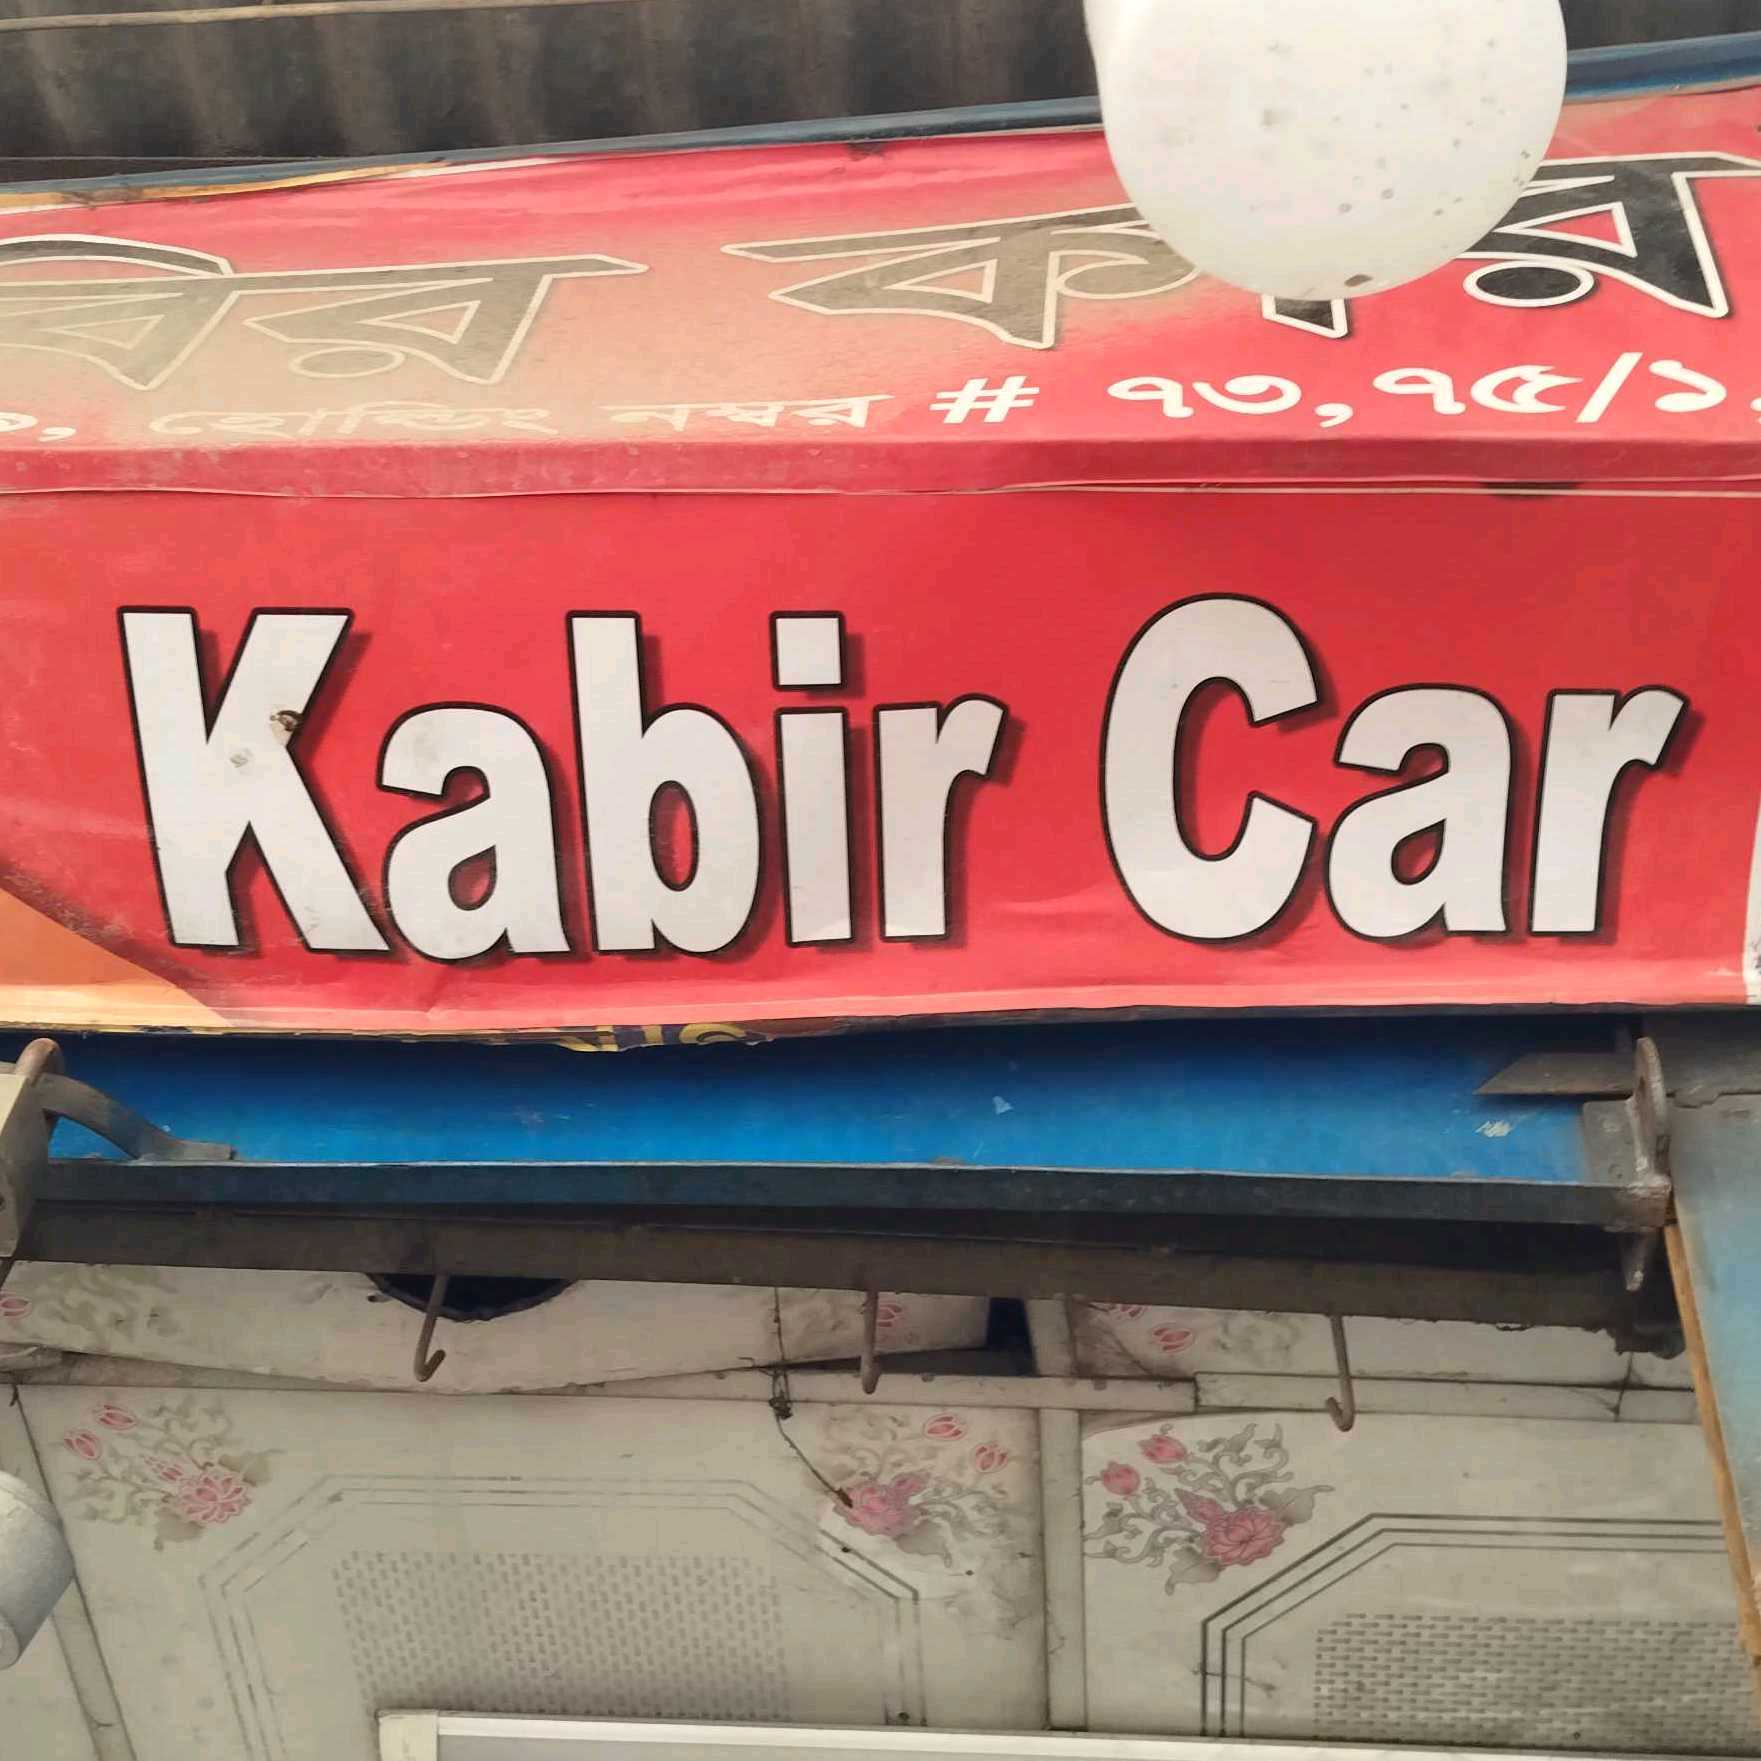 বির কার
হোল্ডিং নম্বর # ৭৩,৭৫/১
Kabir Car